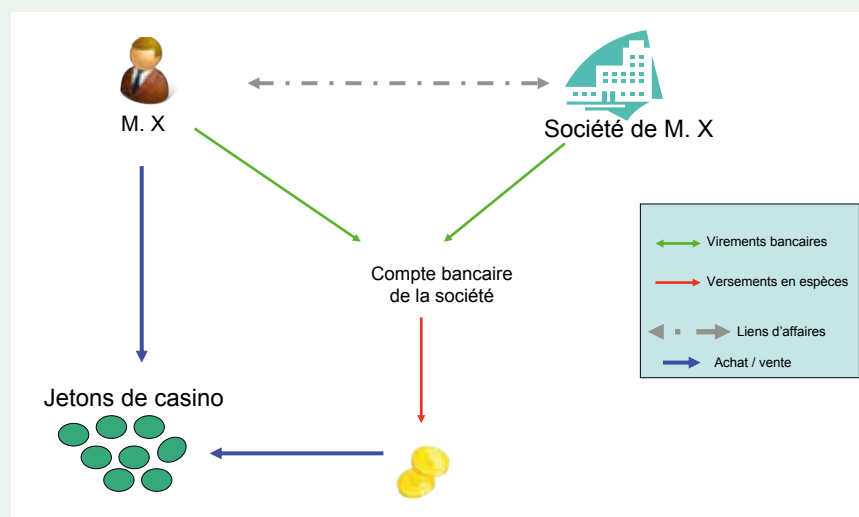 M. X
Société de M. X
Compte bancaire
de la société
Virements bancaires
Versements en espèces
Liens d'affaires
Achat / vente
Jetons de casino